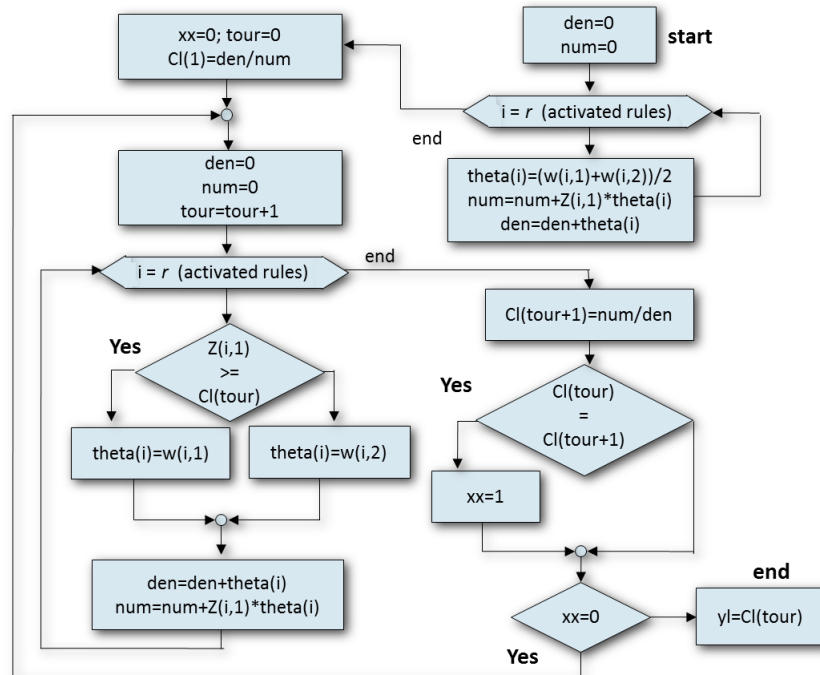 den=0
num=0
start
i = r (activated rules)
end
theta(i)=(w(i,1)+w(i,2))/2
num=num+Z(i,1)*theta(i)
den=den+theta(i)
xx=0; tour=0
Cl(1)=den/num
den=0
num=0
tour=tour+1
i = r (activated rules)
end
Z(i,1)
>=
Cl(tour)
Yes
theta(i)=w(i,1)
theta(i)=w(i,2)
den=den+theta(i)
num=num+Z(i,1)*theta(i)
Cl(tour+1)=num/den
Cl(tour)
=
Cl(tour+1)
Yes
xx=1
xx=0
Yes
end
yl=Cl(tour)